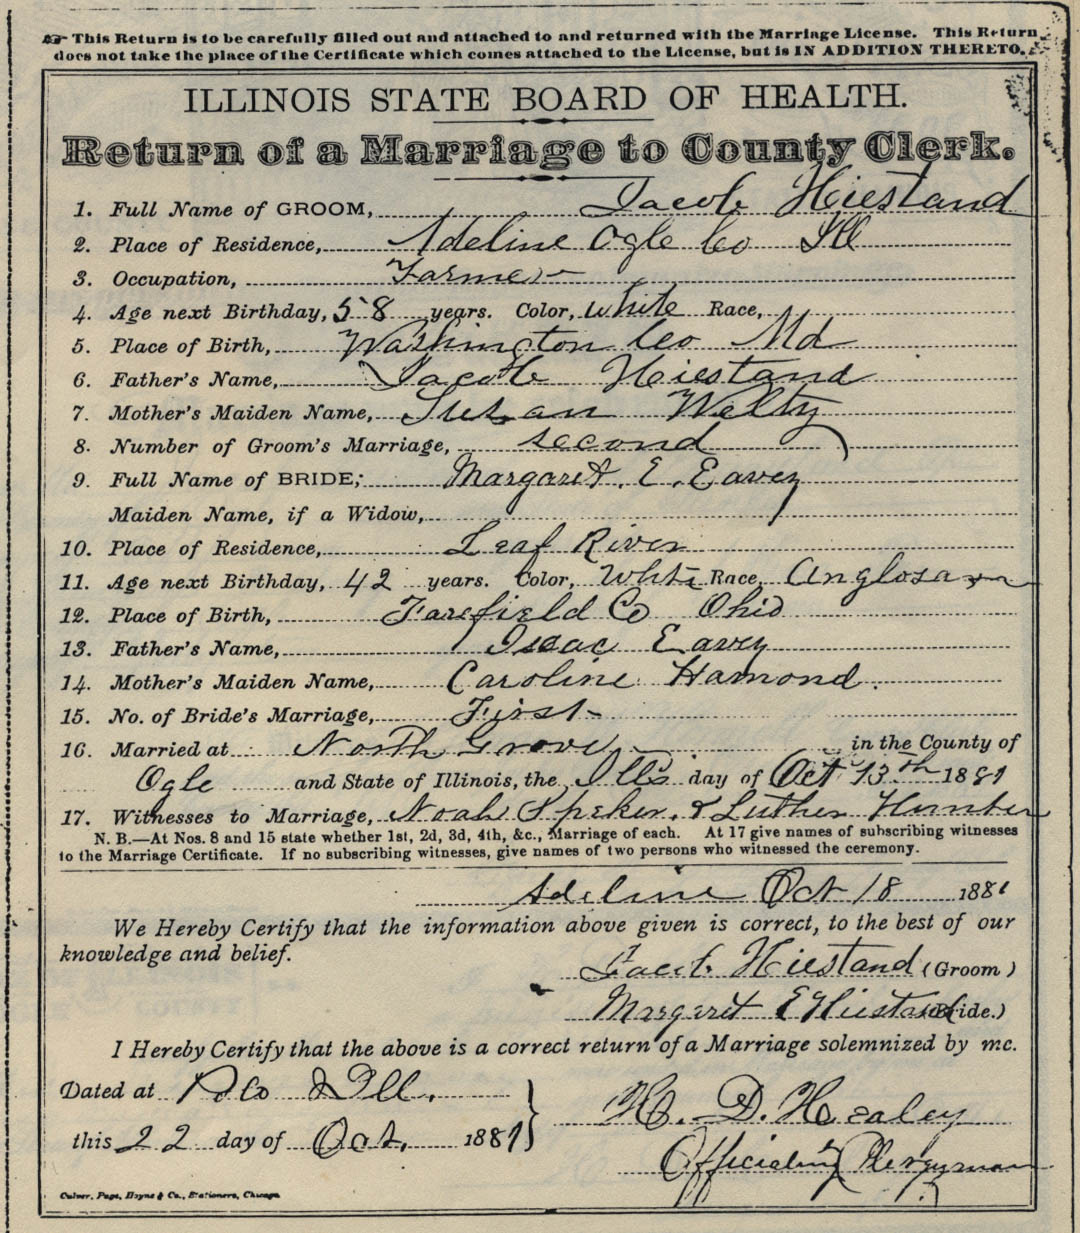 This Return is to be carefully filled out and attached to and returned with the Marriage License. This Return
does not take the place of the Certificate which comes attached to the License, but is IN ADDITION THERETO.
ILLINOIS STATE BOARD OF HEALTH.
Return of a Marriage to County Clerk.
1. Full Name of GROOM, Jacob Hiestand
2. Place of Residence, Adeline Ogle Co Ill
3. Occupation, Farmer
4. Age next Birthday, 58 years. Color, white Race,
5. Place of Birth, Washington Co Md
6. Father's Name, Jacob Hiestand
7. Mother's Maiden Name, Susan Welty
8. Number of Groom's Marriage, second
9. Full Name of BRIDE; Margaret. E. Eavey
Maiden Name, if a Widow,
10. Place of Residence, Leaf River
11. Age next Birthday, 42 years. Color, White Race, Anglosaxon
12. Place of Birth, Farefield Co Ohio
13. Father's Name, Isaac Eavey
14. Mother's Maiden Name, Caroline Hamond.
15. No. of Bride's Marriage, First
16. Married at North Grove in the County of
Ogle and State of Illinois, the Ills day of Oct 13th 1881
17. Witnesses to Marriage, Noah Speker. & Luther Humber
N. B.—At Nos. 8 and 15 state whether 1st, 2d, 3d, 4th, &c., Marriage of each. At 17 give names of subscribing witnesses
to the Marriage Certificate. If no subscribing witnesses, give names of two persons who witnessed the ceremony.
Adeline Oct 18 1881
We Hereby Certify that the information above given is correct, to the best of our
knowledge and belief.
Jacob Hiestand (Groom)
Margaret E Hiestand (Bride.)
I Hereby Certify that the above is a correct return of a Marriage solemnized by me.
Dated at Polo Ill.
H. D. Healey
this 22 day of Oct. 1881
Officiating Clergyman
Culver, Page, Hoyne & Co., Stationers, Chicago